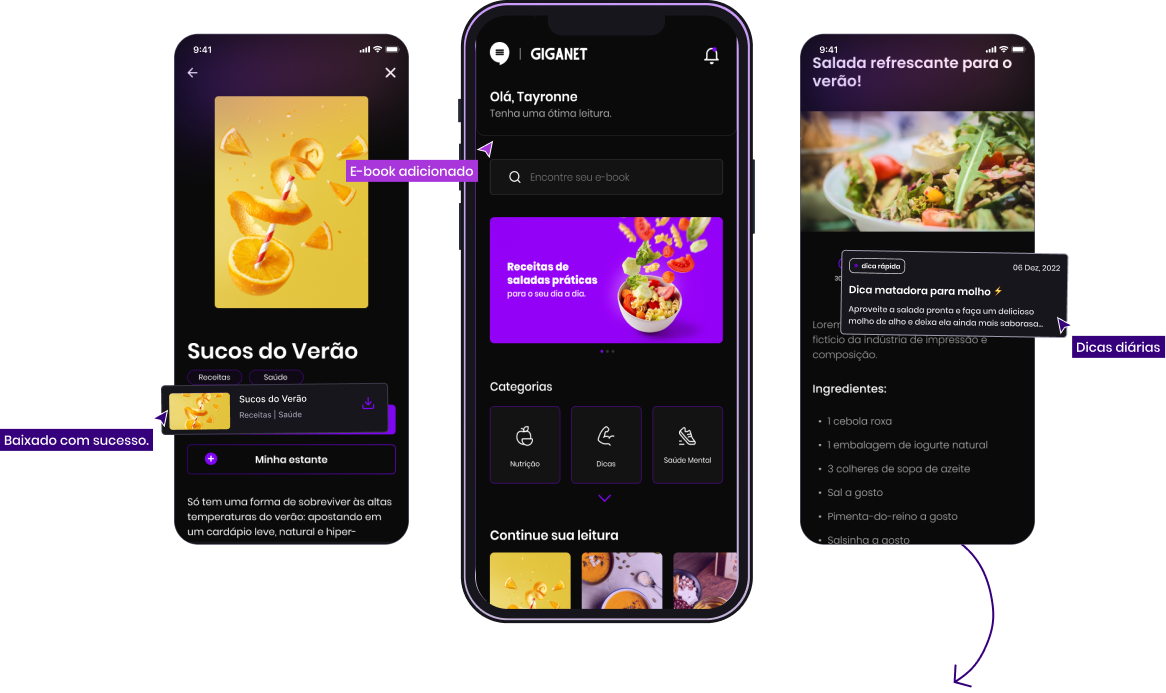 9:41
Sucos do Verão
Receitas
Saúde
Sucos do Verão
Receitas | Saúde
Baixado com sucesso.
Minha estante
Só tem uma forma de sobreviver às altas
temperaturas do verão: apostando em
um cardápio leve, natural e hiper-
GIGANET
Olá, Tayronne
Tenha uma ótima leitura.
E-book adicionado
Encontre seu e-book
Receitas de
saladas práticas
para o seu dia a dia.
Categorias
Nutrição
Dicas
Saúde Mental
Continue sua leitura
9:41
Salada refrescante para o
verão!
dica rápida
06 Dez, 2022
Dica matadora para molho ⚡
Aproveite a salada pronta e faça um delicioso
molho de alho e deixa ela ainda mais saborosa...
Dicas diárias
fictício da indústria de impressão e
composição.
Ingredientes:
• 1 cebola roxa
• 1 embalagem de iogurte natural
• 3 colheres de sopa de azeite
• Sal a gosto
• Pimenta-do-reino a gosto
• Salsinha a gosto